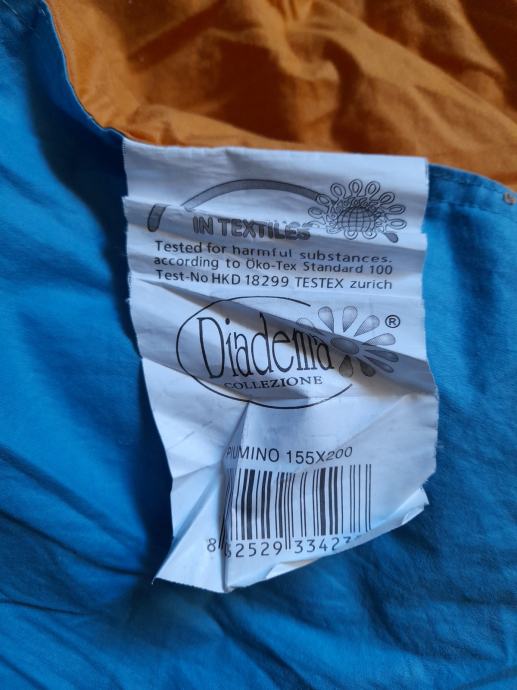 IN TEXTILES
Tested for harmful substances.
according to Öko-Tex Standard 100
Test-No HKD 18299 TESTEX zurich
Diadema ®
COLLEZIONE
PIUMINO 155X200